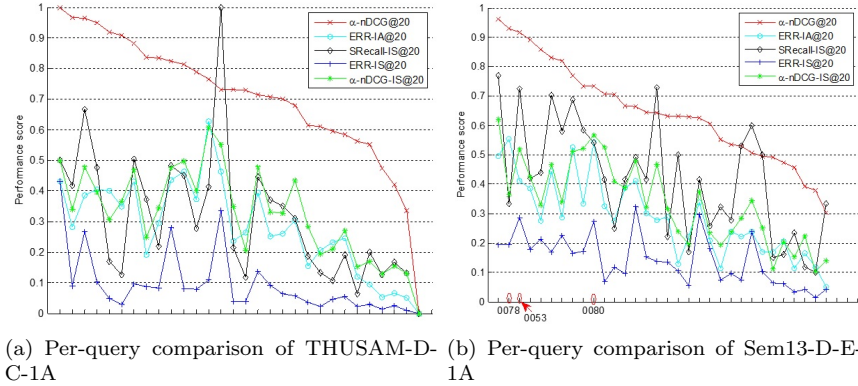 1
0.9
0.8
0.7
0.6
0.5
0.4
0.3
0.2
0.1
0
Performance score
α-nDCG@20
ERR-IA@20
SRecall-IS@20
ERR-IS@20
α-nDCG-IS@20
(a) Per-query comparison of THUSAM-D-
C-1A
1
0.9
0.8
0.7
0.6
0.5
0.4
0.3
0.2
0.1
0
Performance score
α-nDCG@20
ERR-IA@20
SRecall-IS@20
ERR-IS@20
α-nDCG-IS@20
0078
0053
0080
(b) Per-query comparison of Sem13-D-E-
1A